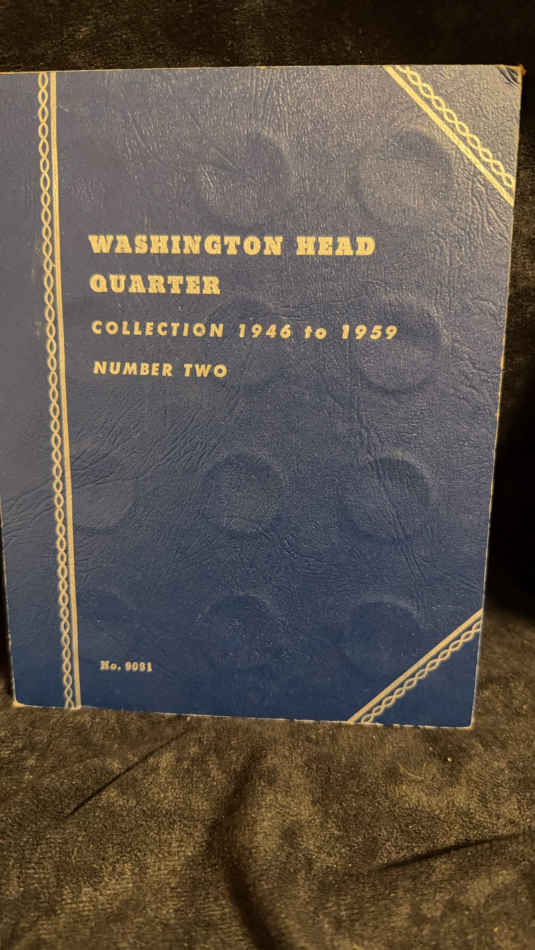 WASHINGTON HEAD
QUARTER
COLLECTION 1946 to 1959
NUMBER TWO
No. 9031